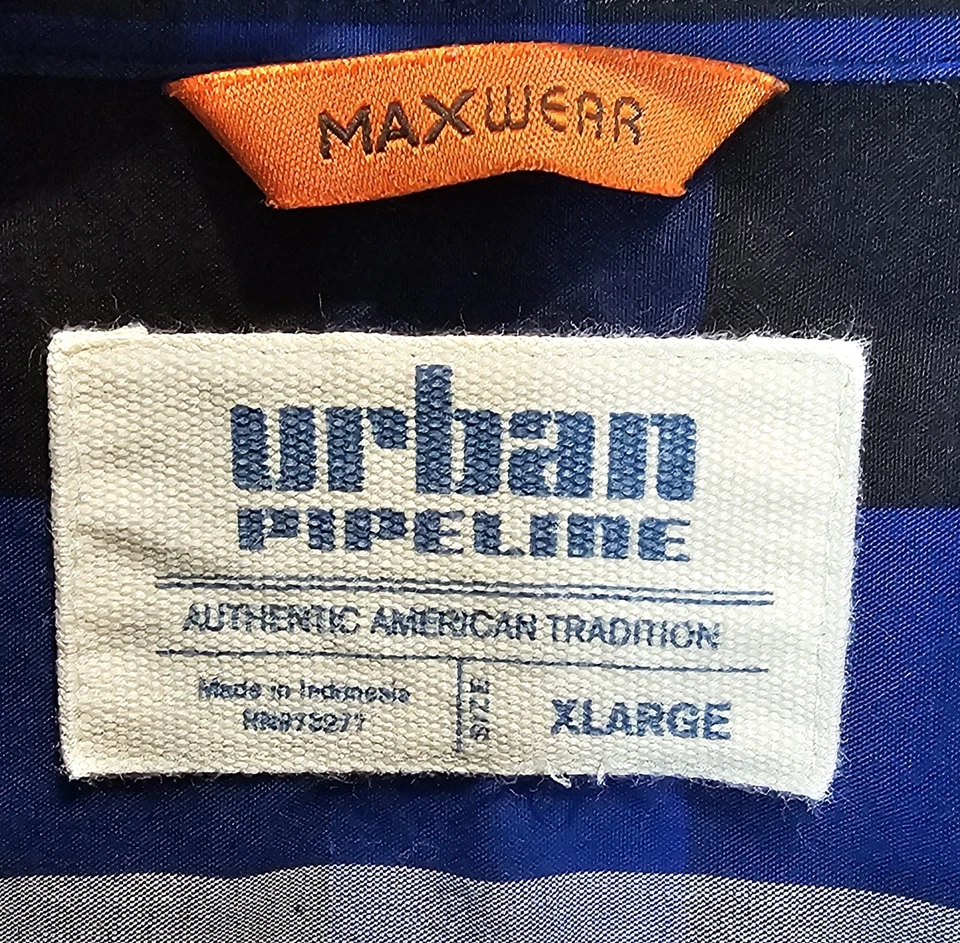 MAXWEAR
urban
PIPELINE
AUTHENTIC AMERICAN TRADITION
Made in Indonesia
SIZE
XLARGE